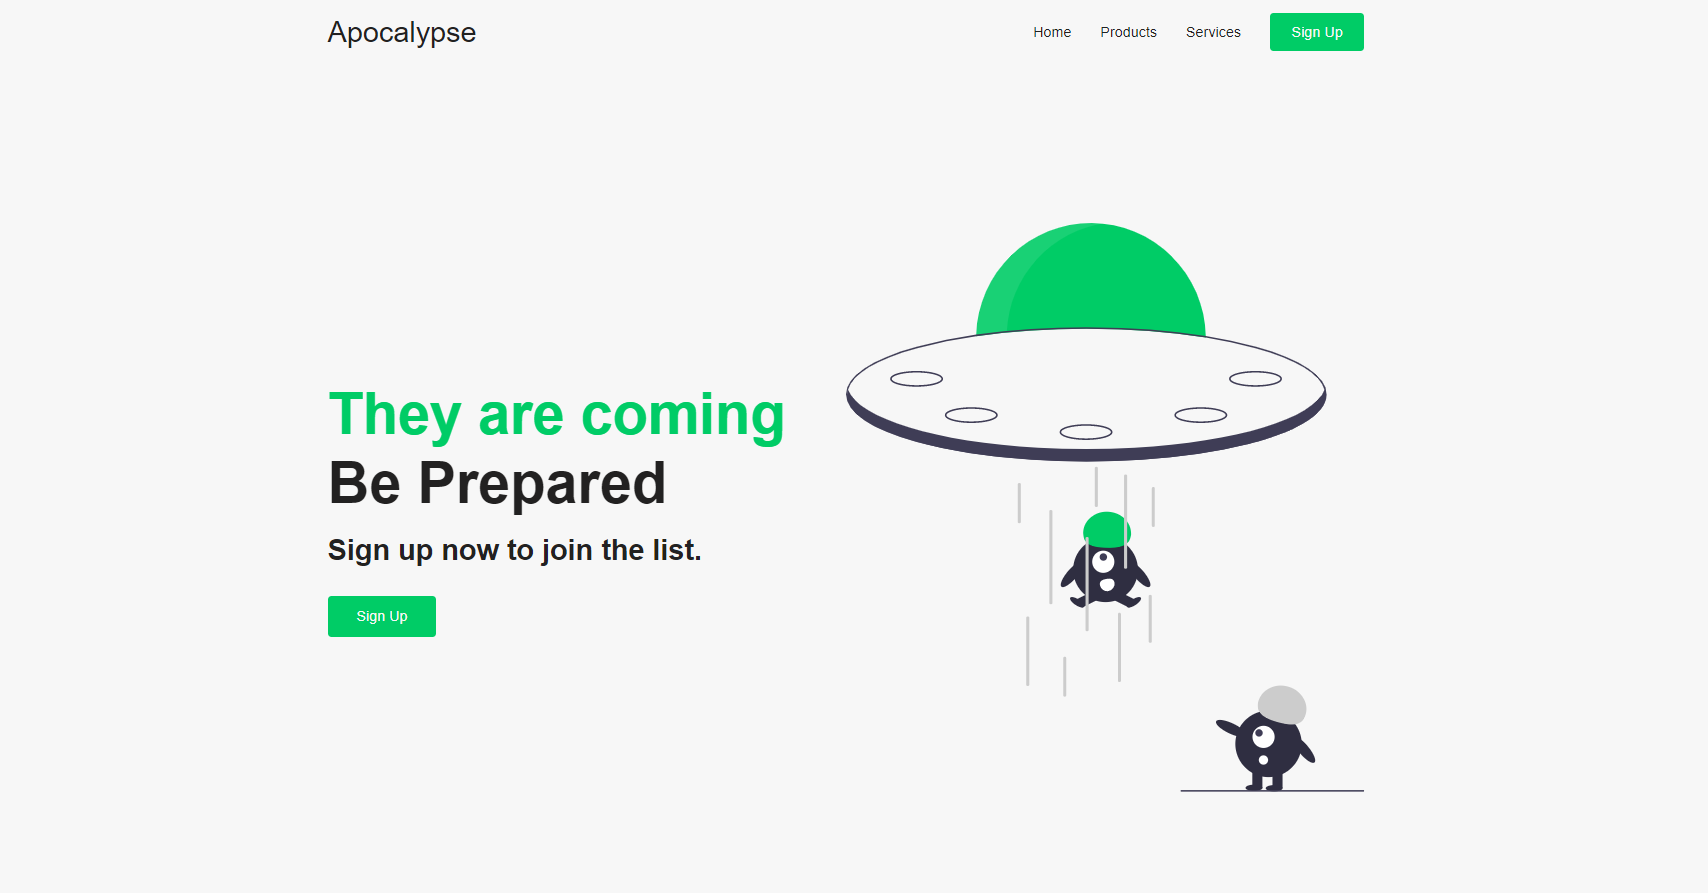 Apocalypse
Home Products Services Sign Up
They are coming
Be Prepared
Sign up now to join the list.
Sign Up